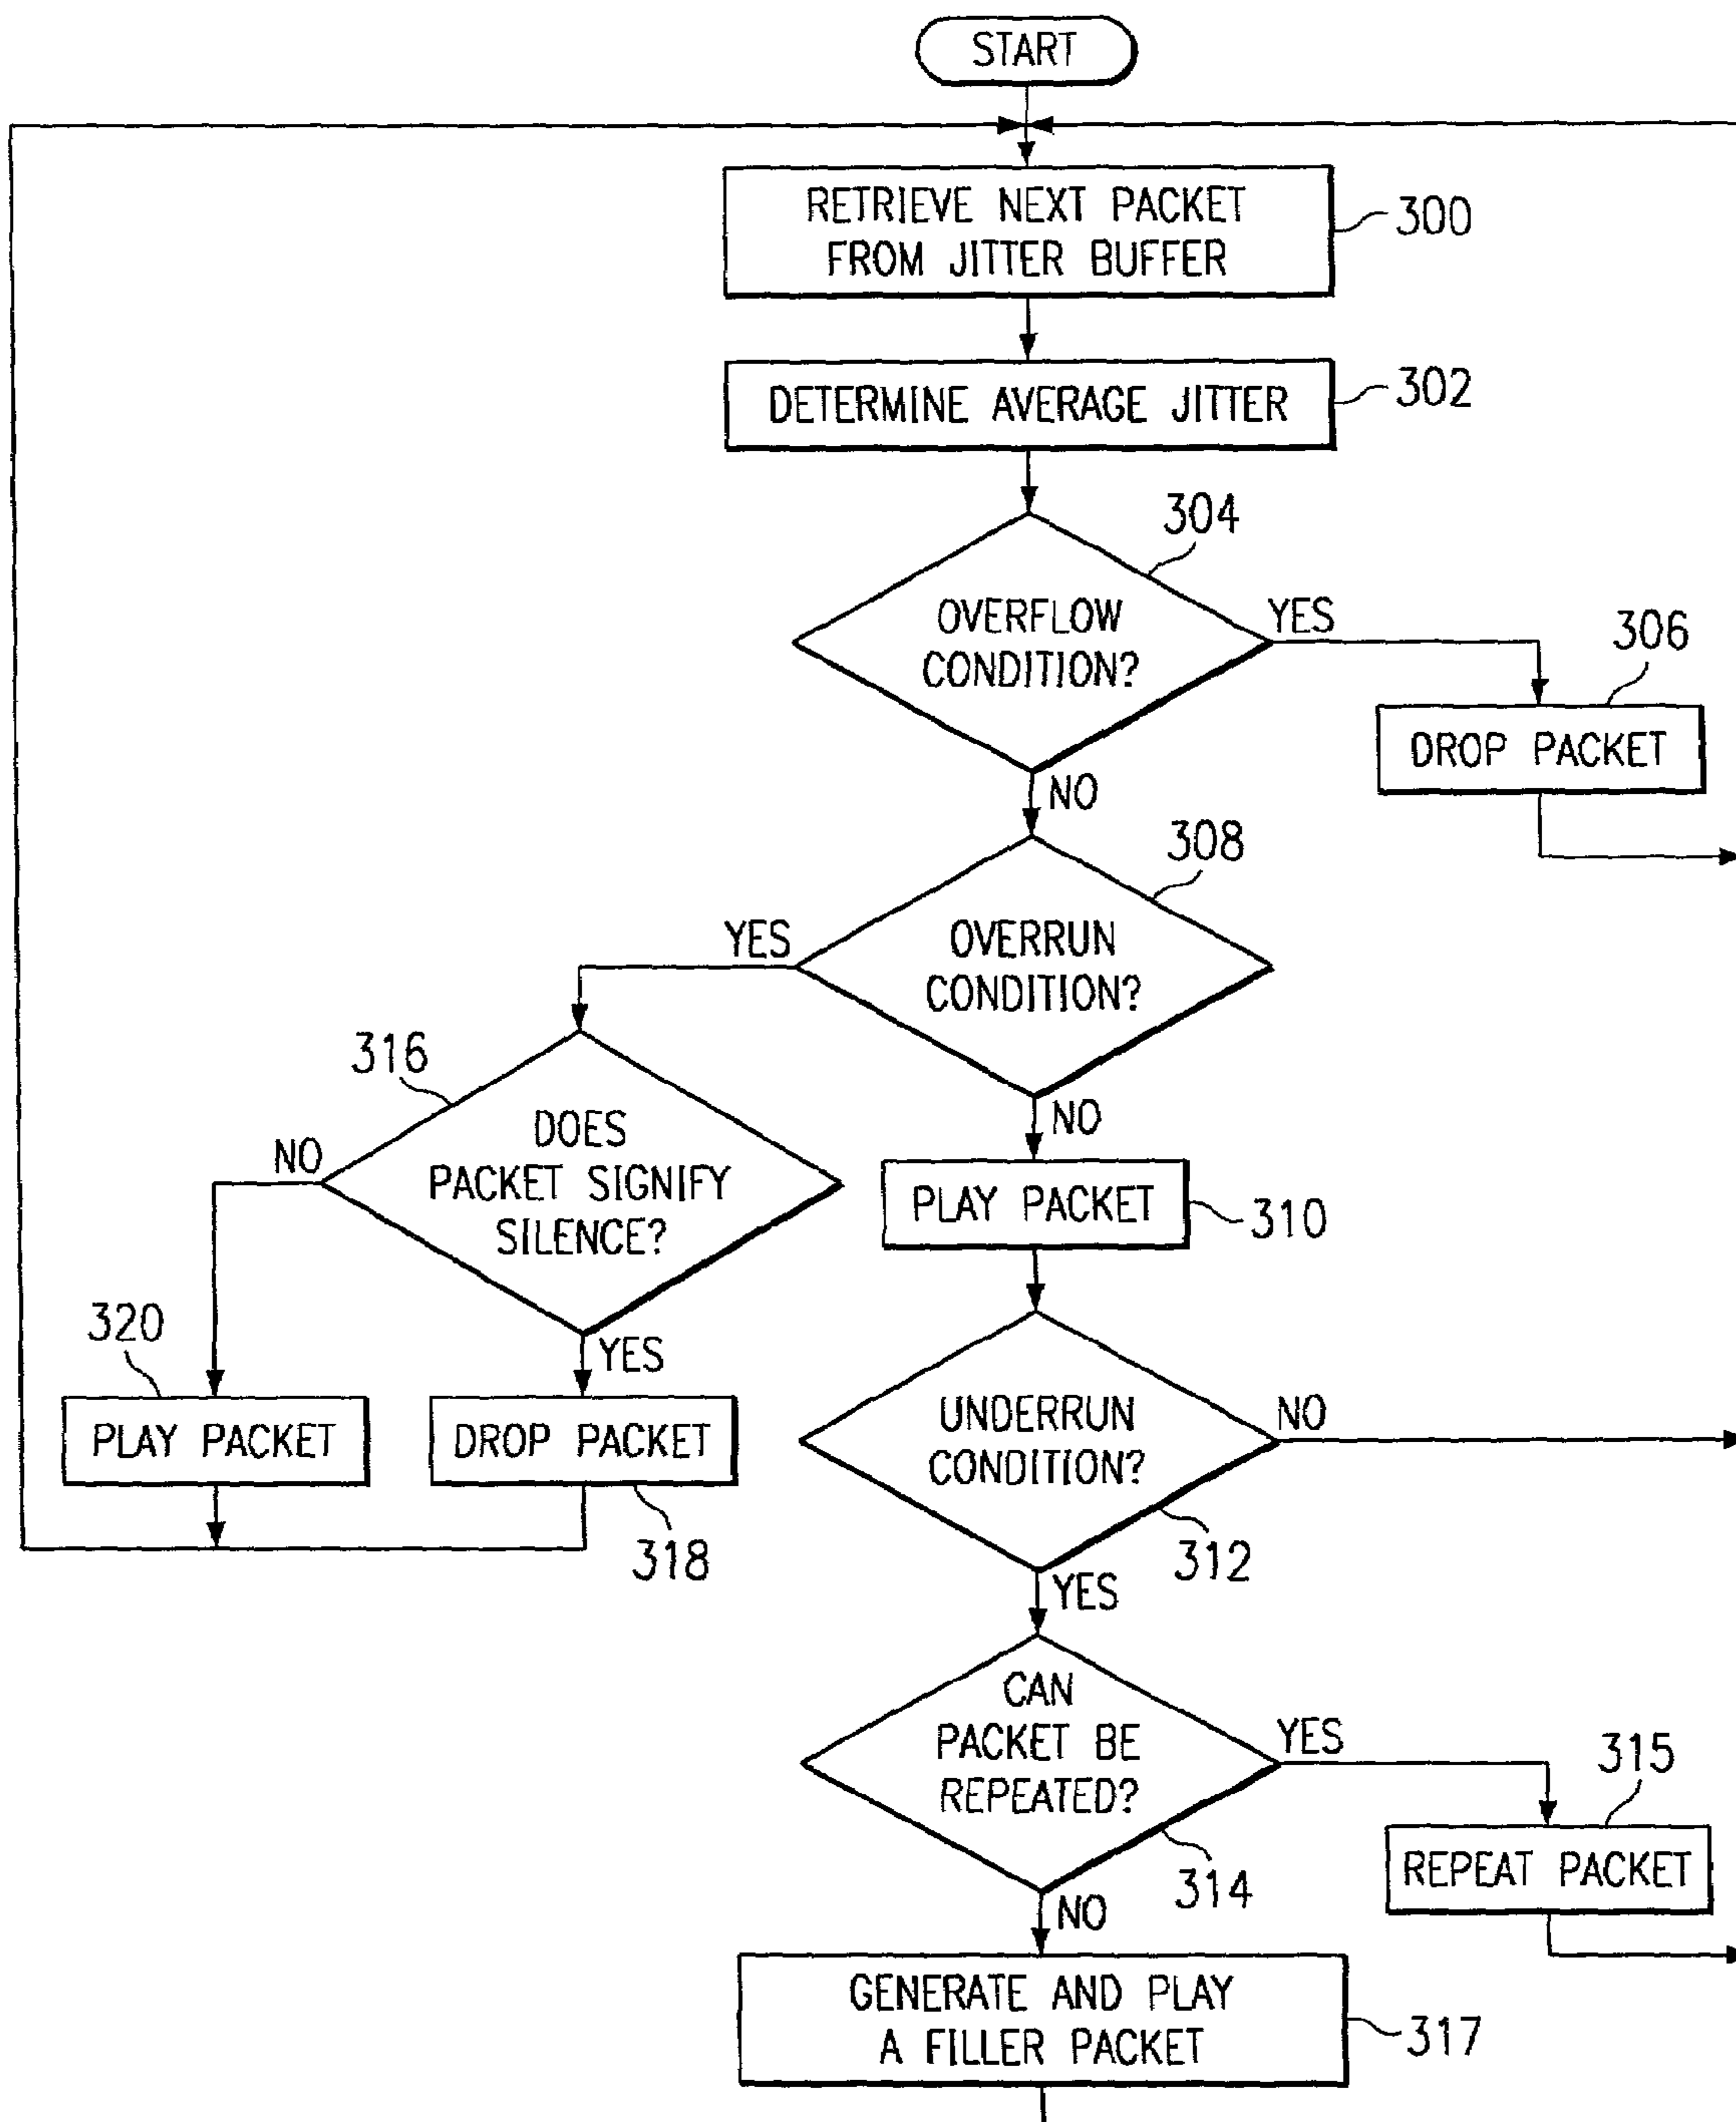 START
RETRIEVE NEXT PACKET
FROM JITTER BUFFER
300
DETERMINE AVERAGE JITTER
302
304
OVERFLOW
CONDITION?
YES
306
DROP PACKET
NO
308
OVERRUN
CONDITION?
YES
316
DOES
PACKET SIGNIFY
SILENCE?
NO
NO
PLAY PACKET
310
320
YES
PLAY PACKET
DROP PACKET
318
UNDERRUN
CONDITION?
NO
312
YES
CAN
PACKET BE
REPEATED?
YES
315
REPEAT PACKET
314
NO
GENERATE AND PLAY
A FILLER PACKET
317